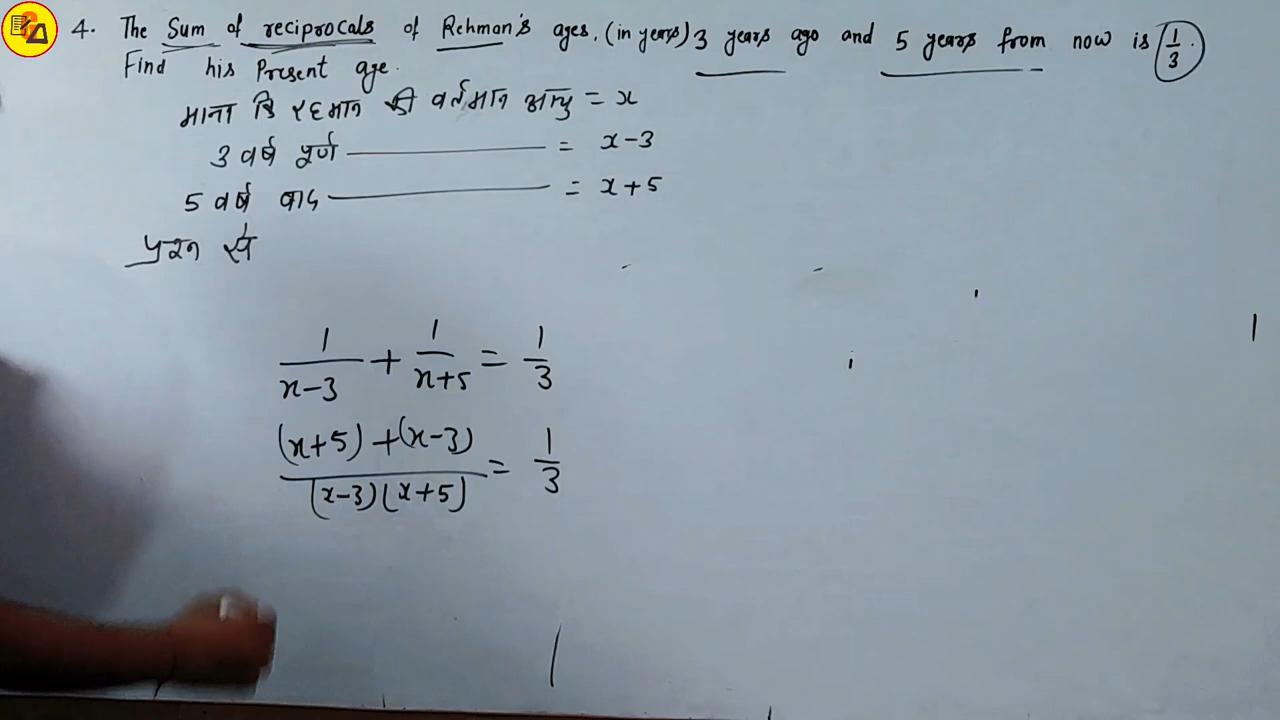 4. The Sum of reciprocals of Rehman's ages, (in years) 3 years ago and 5 years from now is 1/3.
Find his Present age.
माना कि रहमान की वर्तमान आयु = x
3 वर्ष पूर्ण = x-3
5 वर्ष बाद = x+5
प्रश्न से
1/(x-3) + 1/(x+5) = 1/3
((x+5)+(x-3))/((x-3)(x+5)) = 1/3